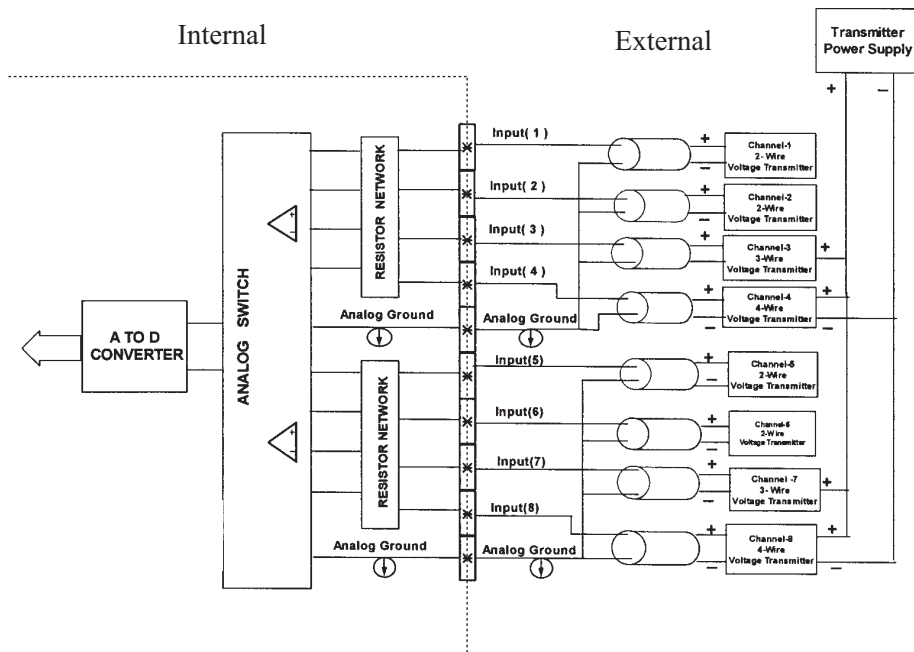 Internal
External
Transmitter
Power Supply
+
−
Input( 1 )
+
−
Channel-1
2- Wire
Voltage Transmitter
Input( 2 )
+
−
Channel-2
2-Wire
Voltage Transmitter
Input( 3 )
+
−
Channel-3
3-Wire
Voltage Transmitter
+
Input( 4 )
+
−
Channel-4
4-Wire
Voltage Transmitter
+
−
RESISTOR NETWORK
ANALOG SWITCH
A TO D
CONVERTER
Analog Ground
Analog Ground
Input(5)
+
−
Channel-5
2-Wire
Voltage Transmitter
Input(6)
+
−
Channel-6
2-Wire
Voltage Transmitter
Input(7)
+
−
Channel -7
3- Wire
Voltage Transmitter
+
Input(8)
+
−
Channel-8
4-Wire
Voltage Transmitter
+
−
RESISTOR NETWORK
Analog Ground
Analog Ground